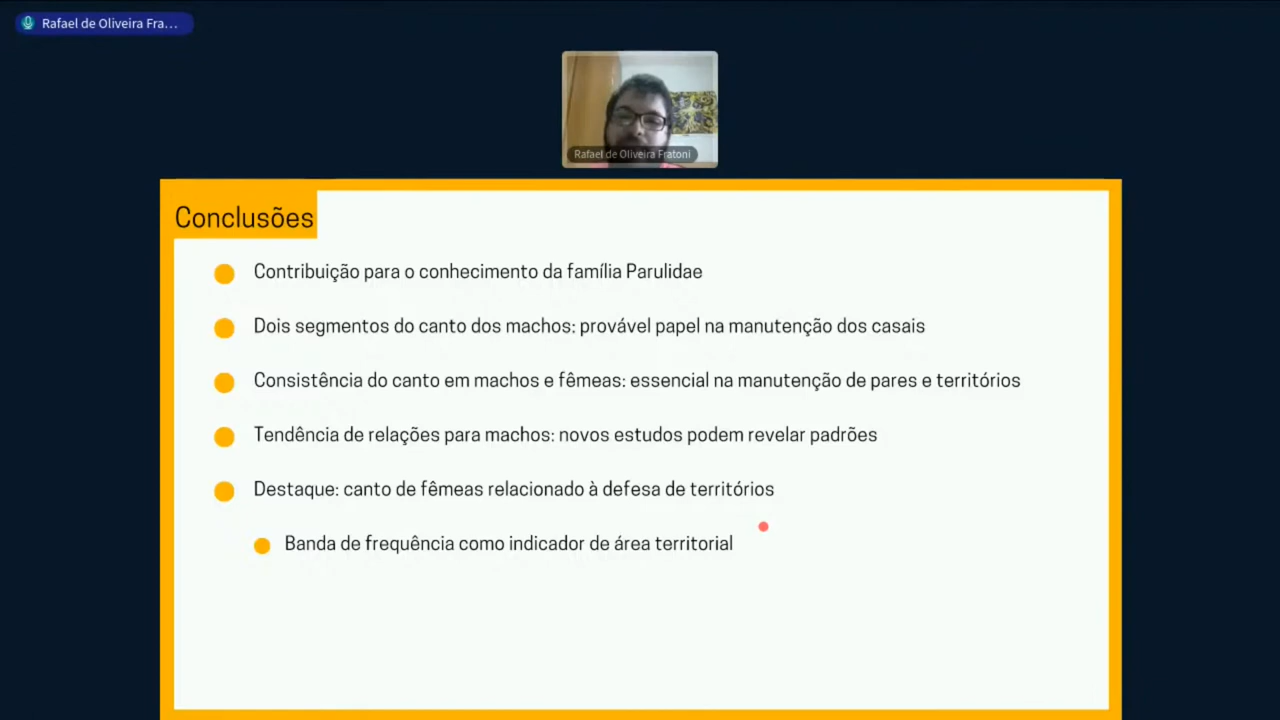 Rafael de Oliveira Fra...
Rafael de Oliveira Fratoni
Conclusões
Contribuição para o conhecimento da família Parulidae
Dois segmentos do canto dos machos: provável papel na manutenção dos casais
Consistência do canto em machos e fêmeas: essencial na manutenção de pares e territórios
Tendência de relações para machos: novos estudos podem revelar padrões
Destaque: canto de fêmeas relacionado à defesa de territórios
Banda de frequência como indicador de área territorial